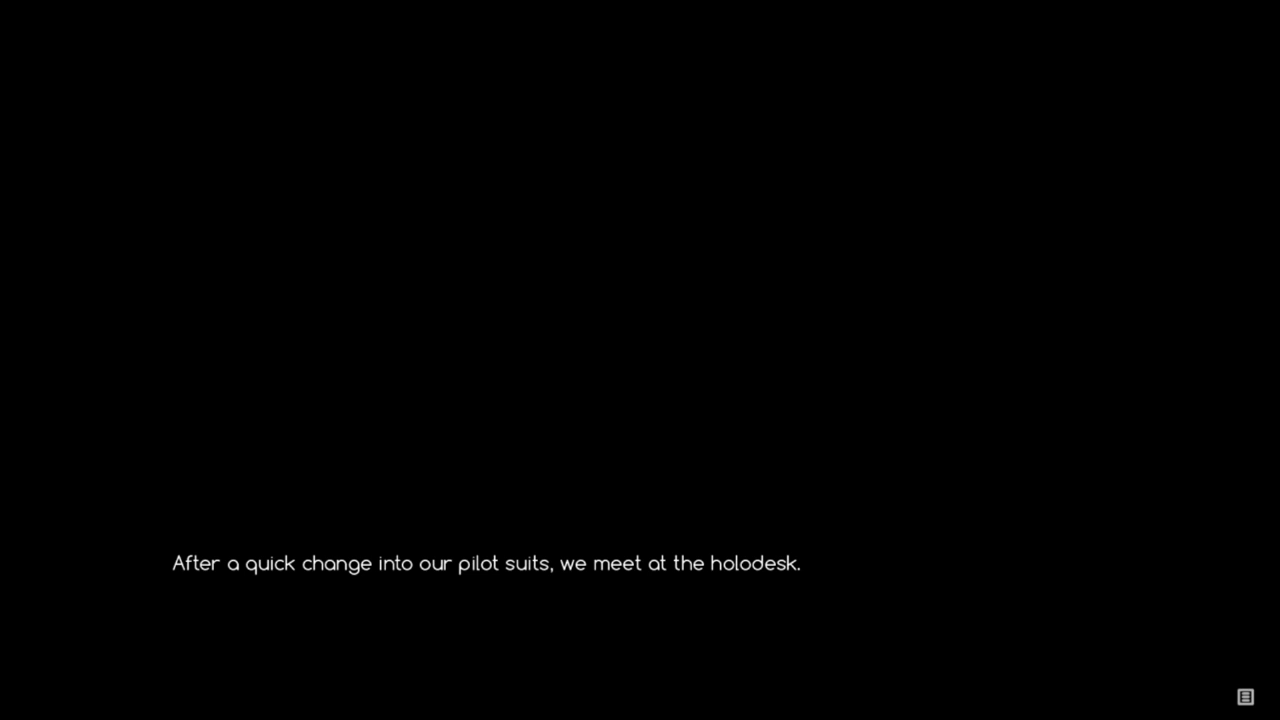 After a quick change into our pilot suits, we meet at the holodesk.